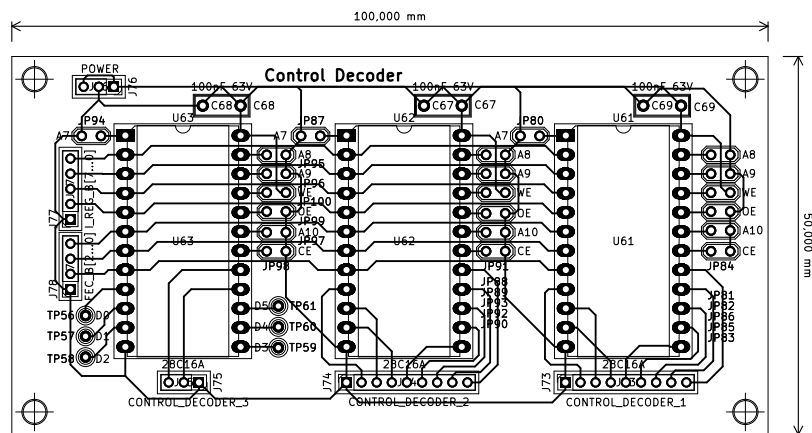 100,000 mm
POWER
J76
Control Decoder
100nF 63V
C68
C68
100nF 63V
C67
C67
100nF 63V
C69
C69
JP94
A7
U63
JP87
A7
U62
JP80
A7
U61
A8
JP95
A9
JP96
WE
JP100
OE
JP99
A10
JP97
CE
JP98
A8
A9
WE
OE
A10
CE
JP91
A8
A9
WE
OE
A10
CE
JP84
I_REG_B[7...0]
J77
J78
U63
U62
U61
50,000 mm
JP88
JP89
JP93
JP92
JP90
JP81
JP82
JP86
JP85
JP83
TP56
D0
TP57
D1
TP58
D2
D5
TP61
D4
TP60
D3
TP59
28C16A
28C16A
28C16A
J75
J74
J73
CONTROL_DECODER_3
CONTROL_DECODER_2
CONTROL_DECODER_1